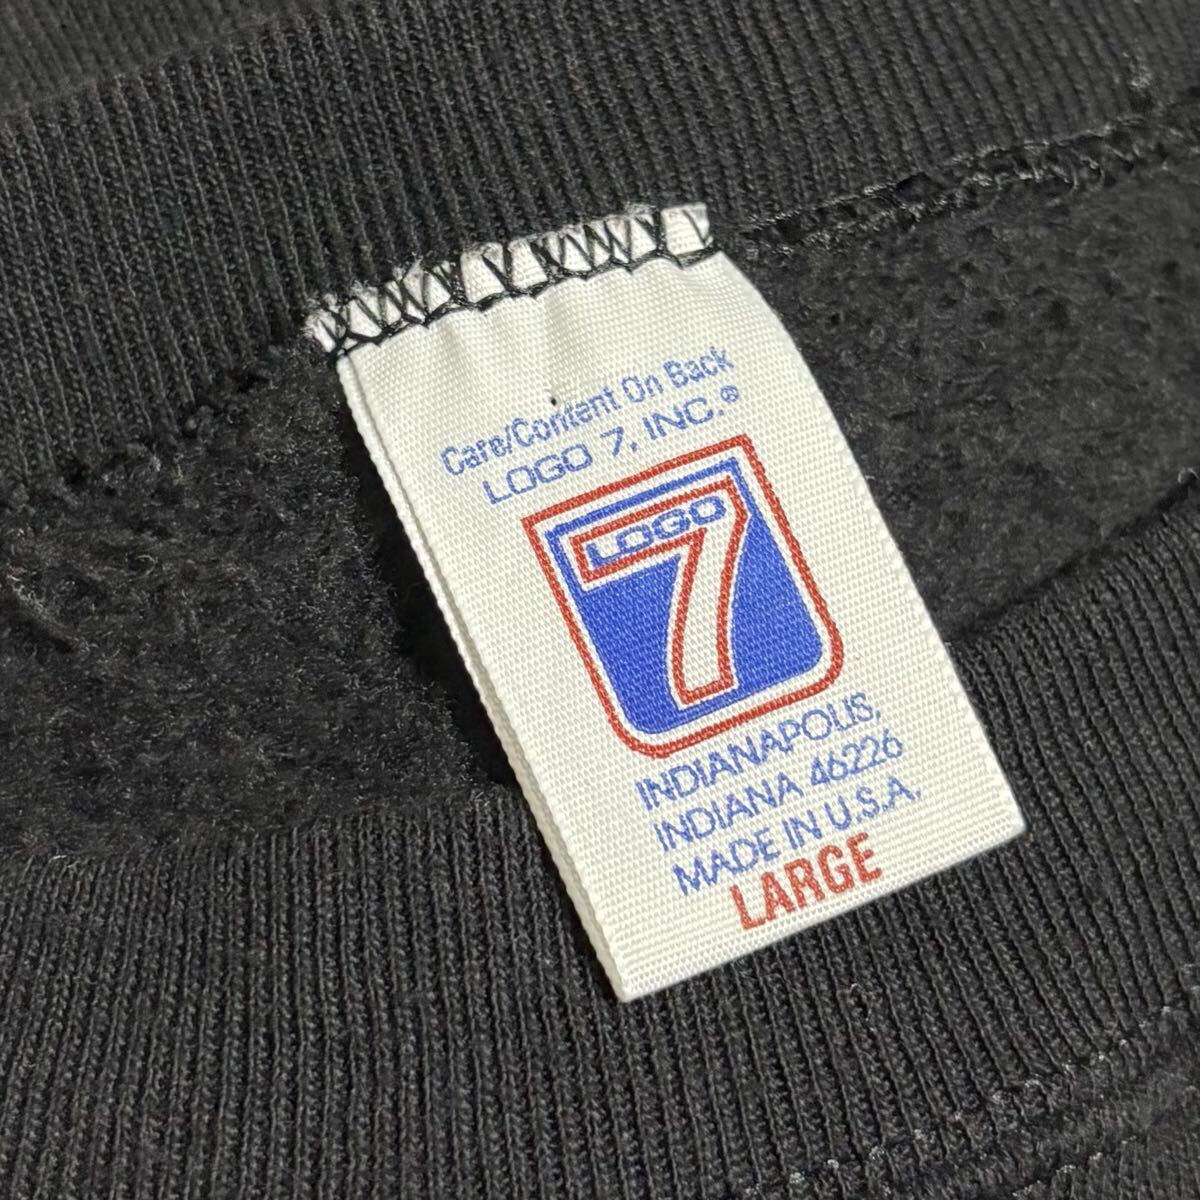 Care/Content On Back
LOGO 7, INC.®
LOGO
7
INDIANAPOLIS,
INDIANA 46226
MADE IN U.S.A.
LARGE